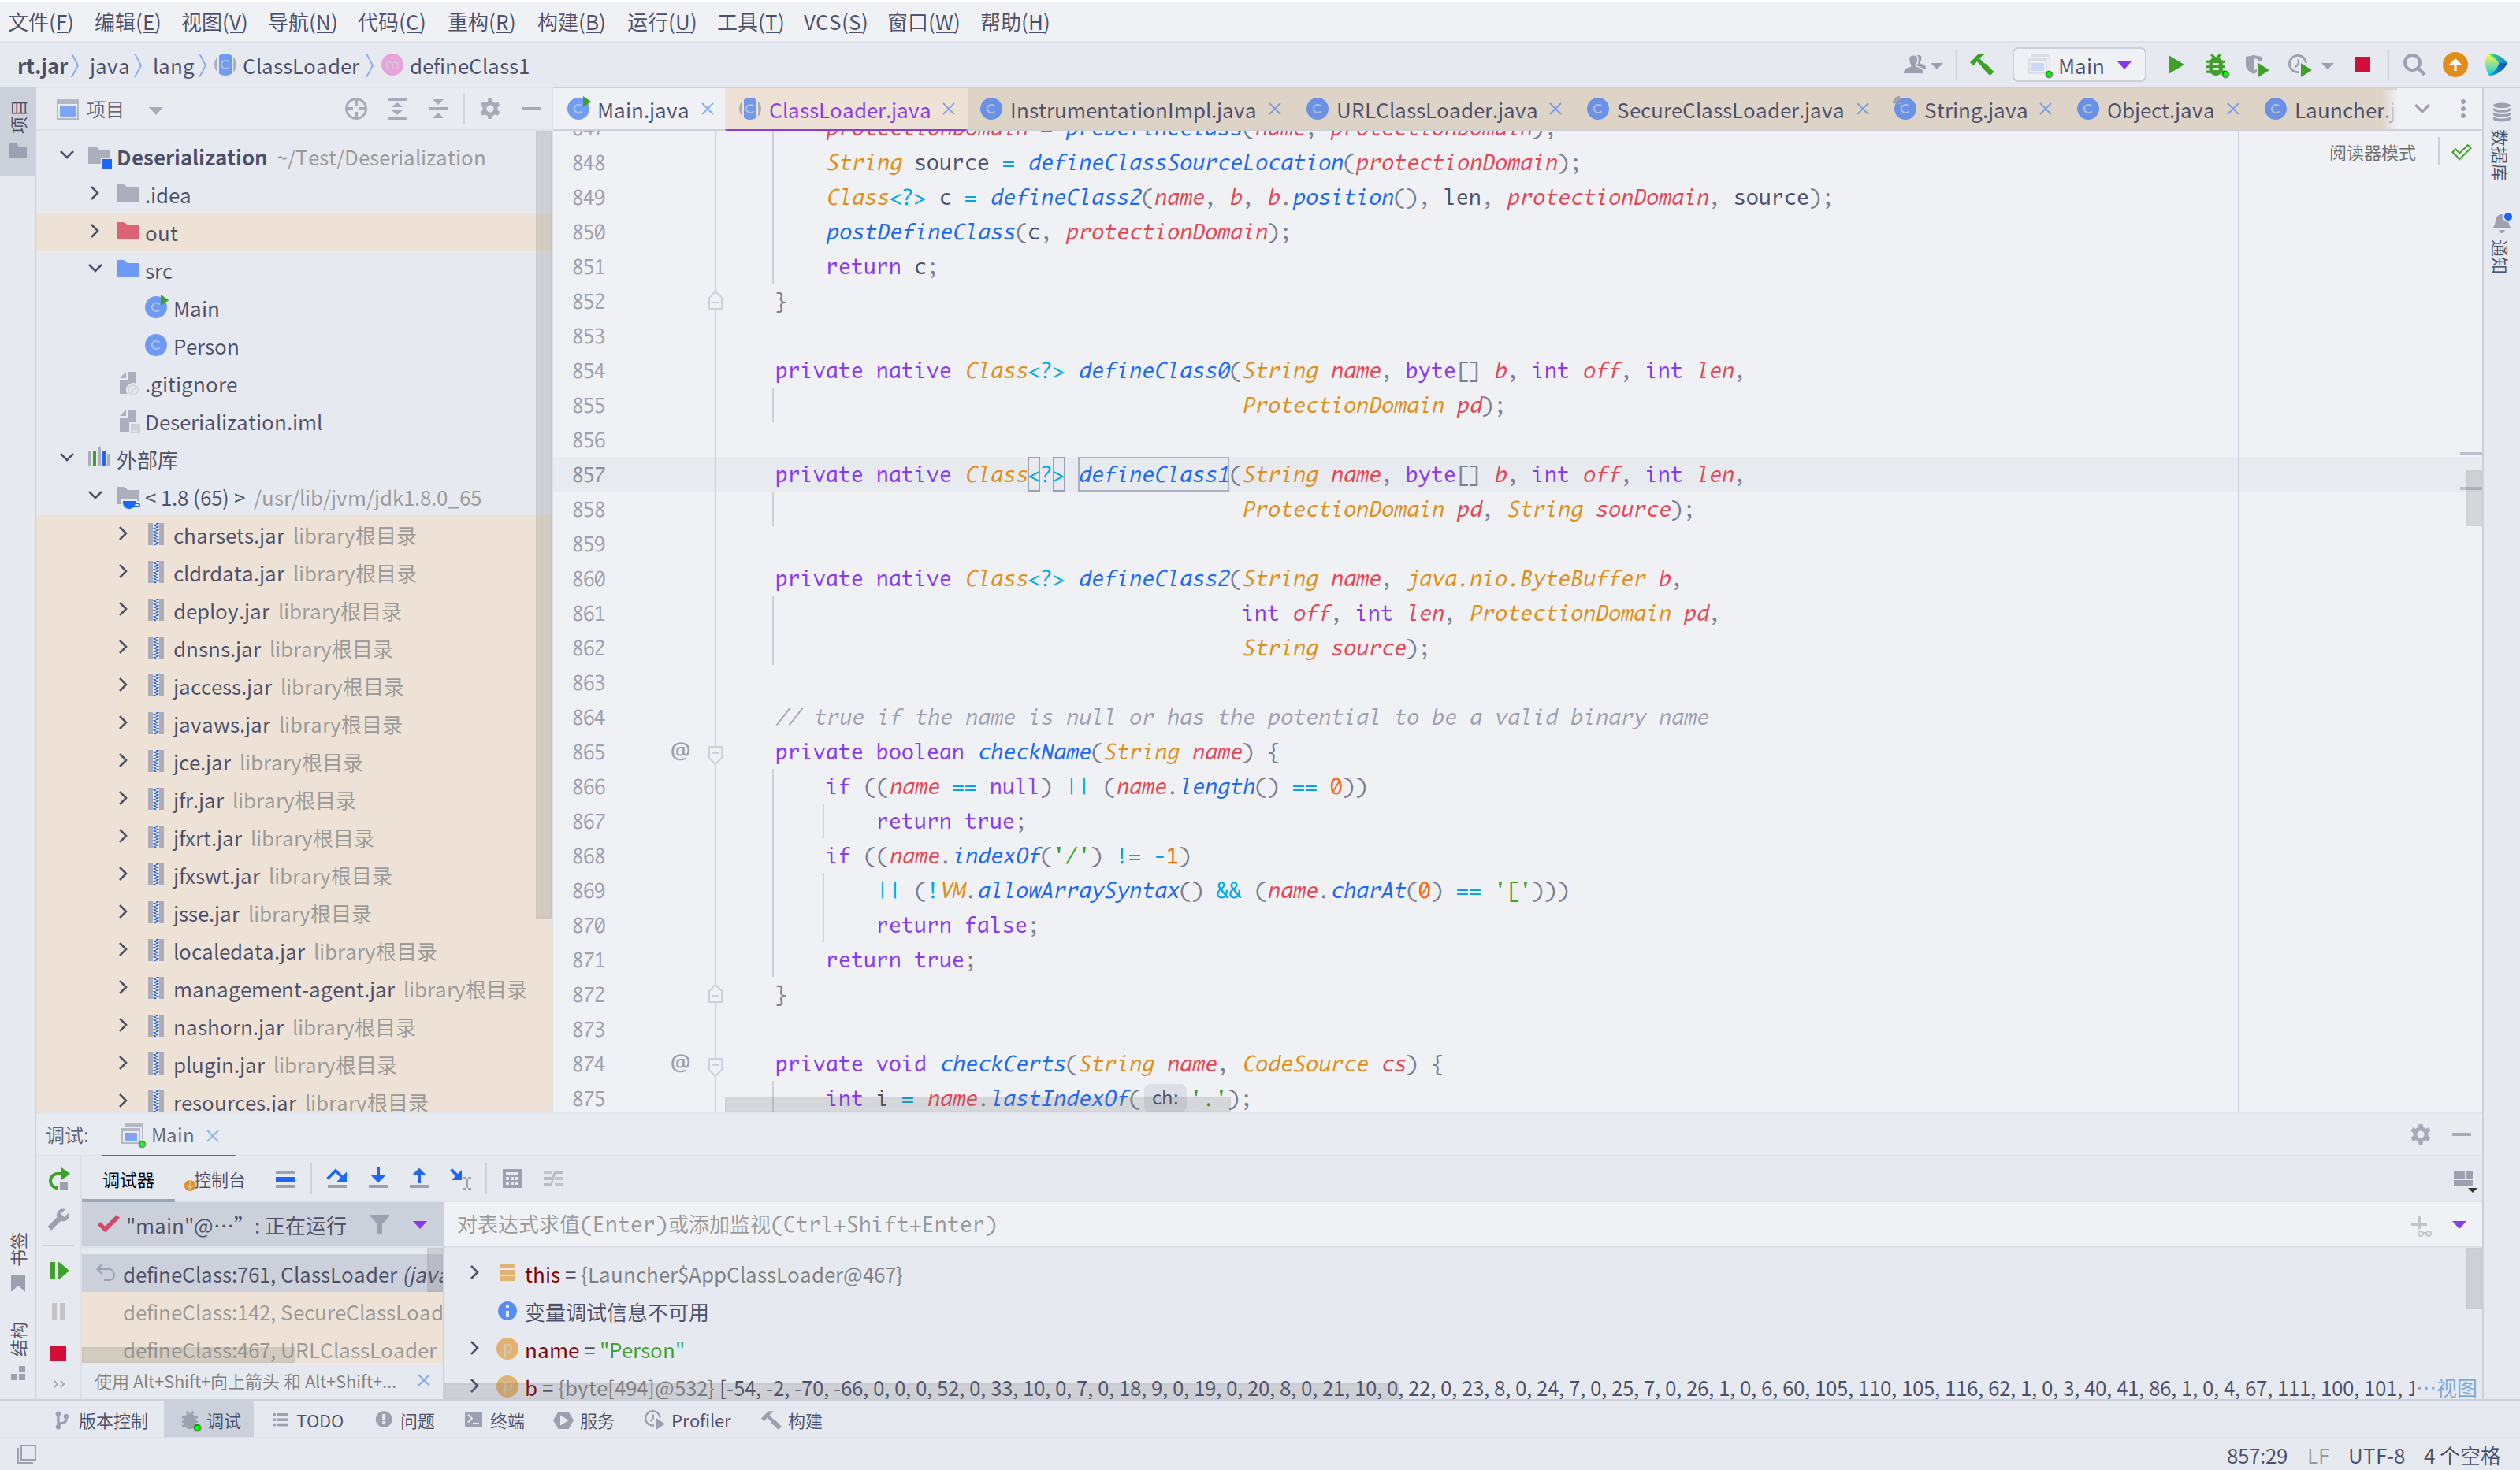 文件(F) 编辑(E) 视图(V) 导航(N) 代码(C) 重构(R) 构建(B) 运行(U) 工具(T) VCS(S) 窗口(W) 帮助(H)
rt.jar java lang ClassLoader defineClass1
Main
项目
Main.java ClassLoader.java InstrumentationImpl.java URLClassLoader.java SecureClassLoader.java String.java Object.java Launcher.j
项目
数据库
通知
阅读器模式
Deserialization ~/Test/Deserialization
.idea
out
src
Main
Person
.gitignore
Deserialization.iml
外部库
< 1.8 (65) > /usr/lib/jvm/jdk1.8.0_65
charsets.jar library根目录
cldrdata.jar library根目录
deploy.jar library根目录
dnsns.jar library根目录
jaccess.jar library根目录
javaws.jar library根目录
jce.jar library根目录
jfr.jar library根目录
jfxrt.jar library根目录
jfxswt.jar library根目录
jsse.jar library根目录
localedata.jar library根目录
management-agent.jar library根目录
nashorn.jar library根目录
plugin.jar library根目录
resources.jar library根目录
847 protectionDomain = preDefineClass(name, protectionDomain);
848 String source = defineClassSourceLocation(protectionDomain);
849 Class<?> c = defineClass2(name, b, b.position(), len, protectionDomain, source);
850 postDefineClass(c, protectionDomain);
851 return c;
852 }
853
854 private native Class<?> defineClass0(String name, byte[] b, int off, int len,
855 ProtectionDomain pd);
856
857 private native Class<?> defineClass1(String name, byte[] b, int off, int len,
858 ProtectionDomain pd, String source);
859
860 private native Class<?> defineClass2(String name, java.nio.ByteBuffer b,
861 int off, int len, ProtectionDomain pd,
862 String source);
863
864 // true if the name is null or has the potential to be a valid binary name
865 @ private boolean checkName(String name) {
866 if ((name == null) || (name.length() == 0))
867 return true;
868 if ((name.indexOf('/') != -1)
869 || (!VM.allowArraySyntax() && (name.charAt(0) == '[')))
870 return false;
871 return true;
872 }
873
874 @ private void checkCerts(String name, CodeSource cs) {
875 int i = name.lastIndexOf( ch: '.');
调试: Main
调试器 控制台
"main"@…” : 正在运行
对表达式求值(Enter)或添加监视(Ctrl+Shift+Enter)
书签
结构
defineClass:761, ClassLoader (java
defineClass:142, SecureClassLoad
defineClass:467, URLClassLoader
使用 Alt+Shift+向上箭头 和 Alt+Shift+...
this = {Launcher$AppClassLoader@467}
变量调试信息不可用
name = "Person"
b = {byte[494]@532} [-54, -2, -70, -66, 0, 0, 0, 52, 0, 33, 10, 0, 7, 0, 18, 9, 0, 19, 0, 20, 8, 0, 21, 10, 0, 22, 0, 23, 8, 0, 24, 7, 0, 25, 7, 0, 26, 1, 0, 6, 60, 105, 110, 105, 116, 62, 1, 0, 3, 40, 41, 86, 1, 0, 4, 67, 111, 100, 101, 1 …视图
版本控制 调试 TODO 问题 终端 服务 Profiler 构建
857:29 LF UTF-8 4 个空格